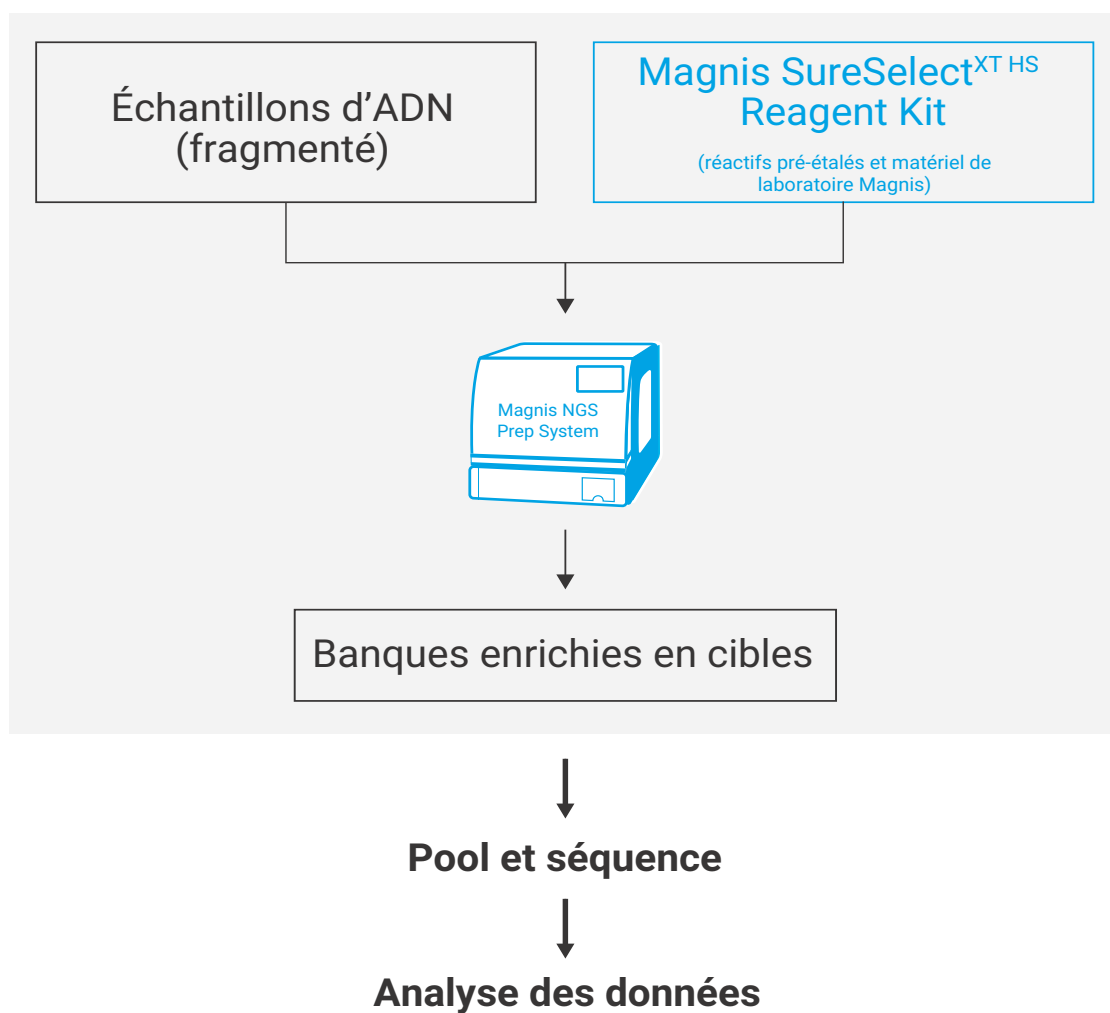 Échantillons d’ADN
(fragmenté)
Magnis SureSelectXT HS
Reagent Kit
(réactifs pré-étalés et matériel de
laboratoire Magnis)
Magnis NGS
Prep System
Banques enrichies en cibles
Pool et séquence
Analyse des données